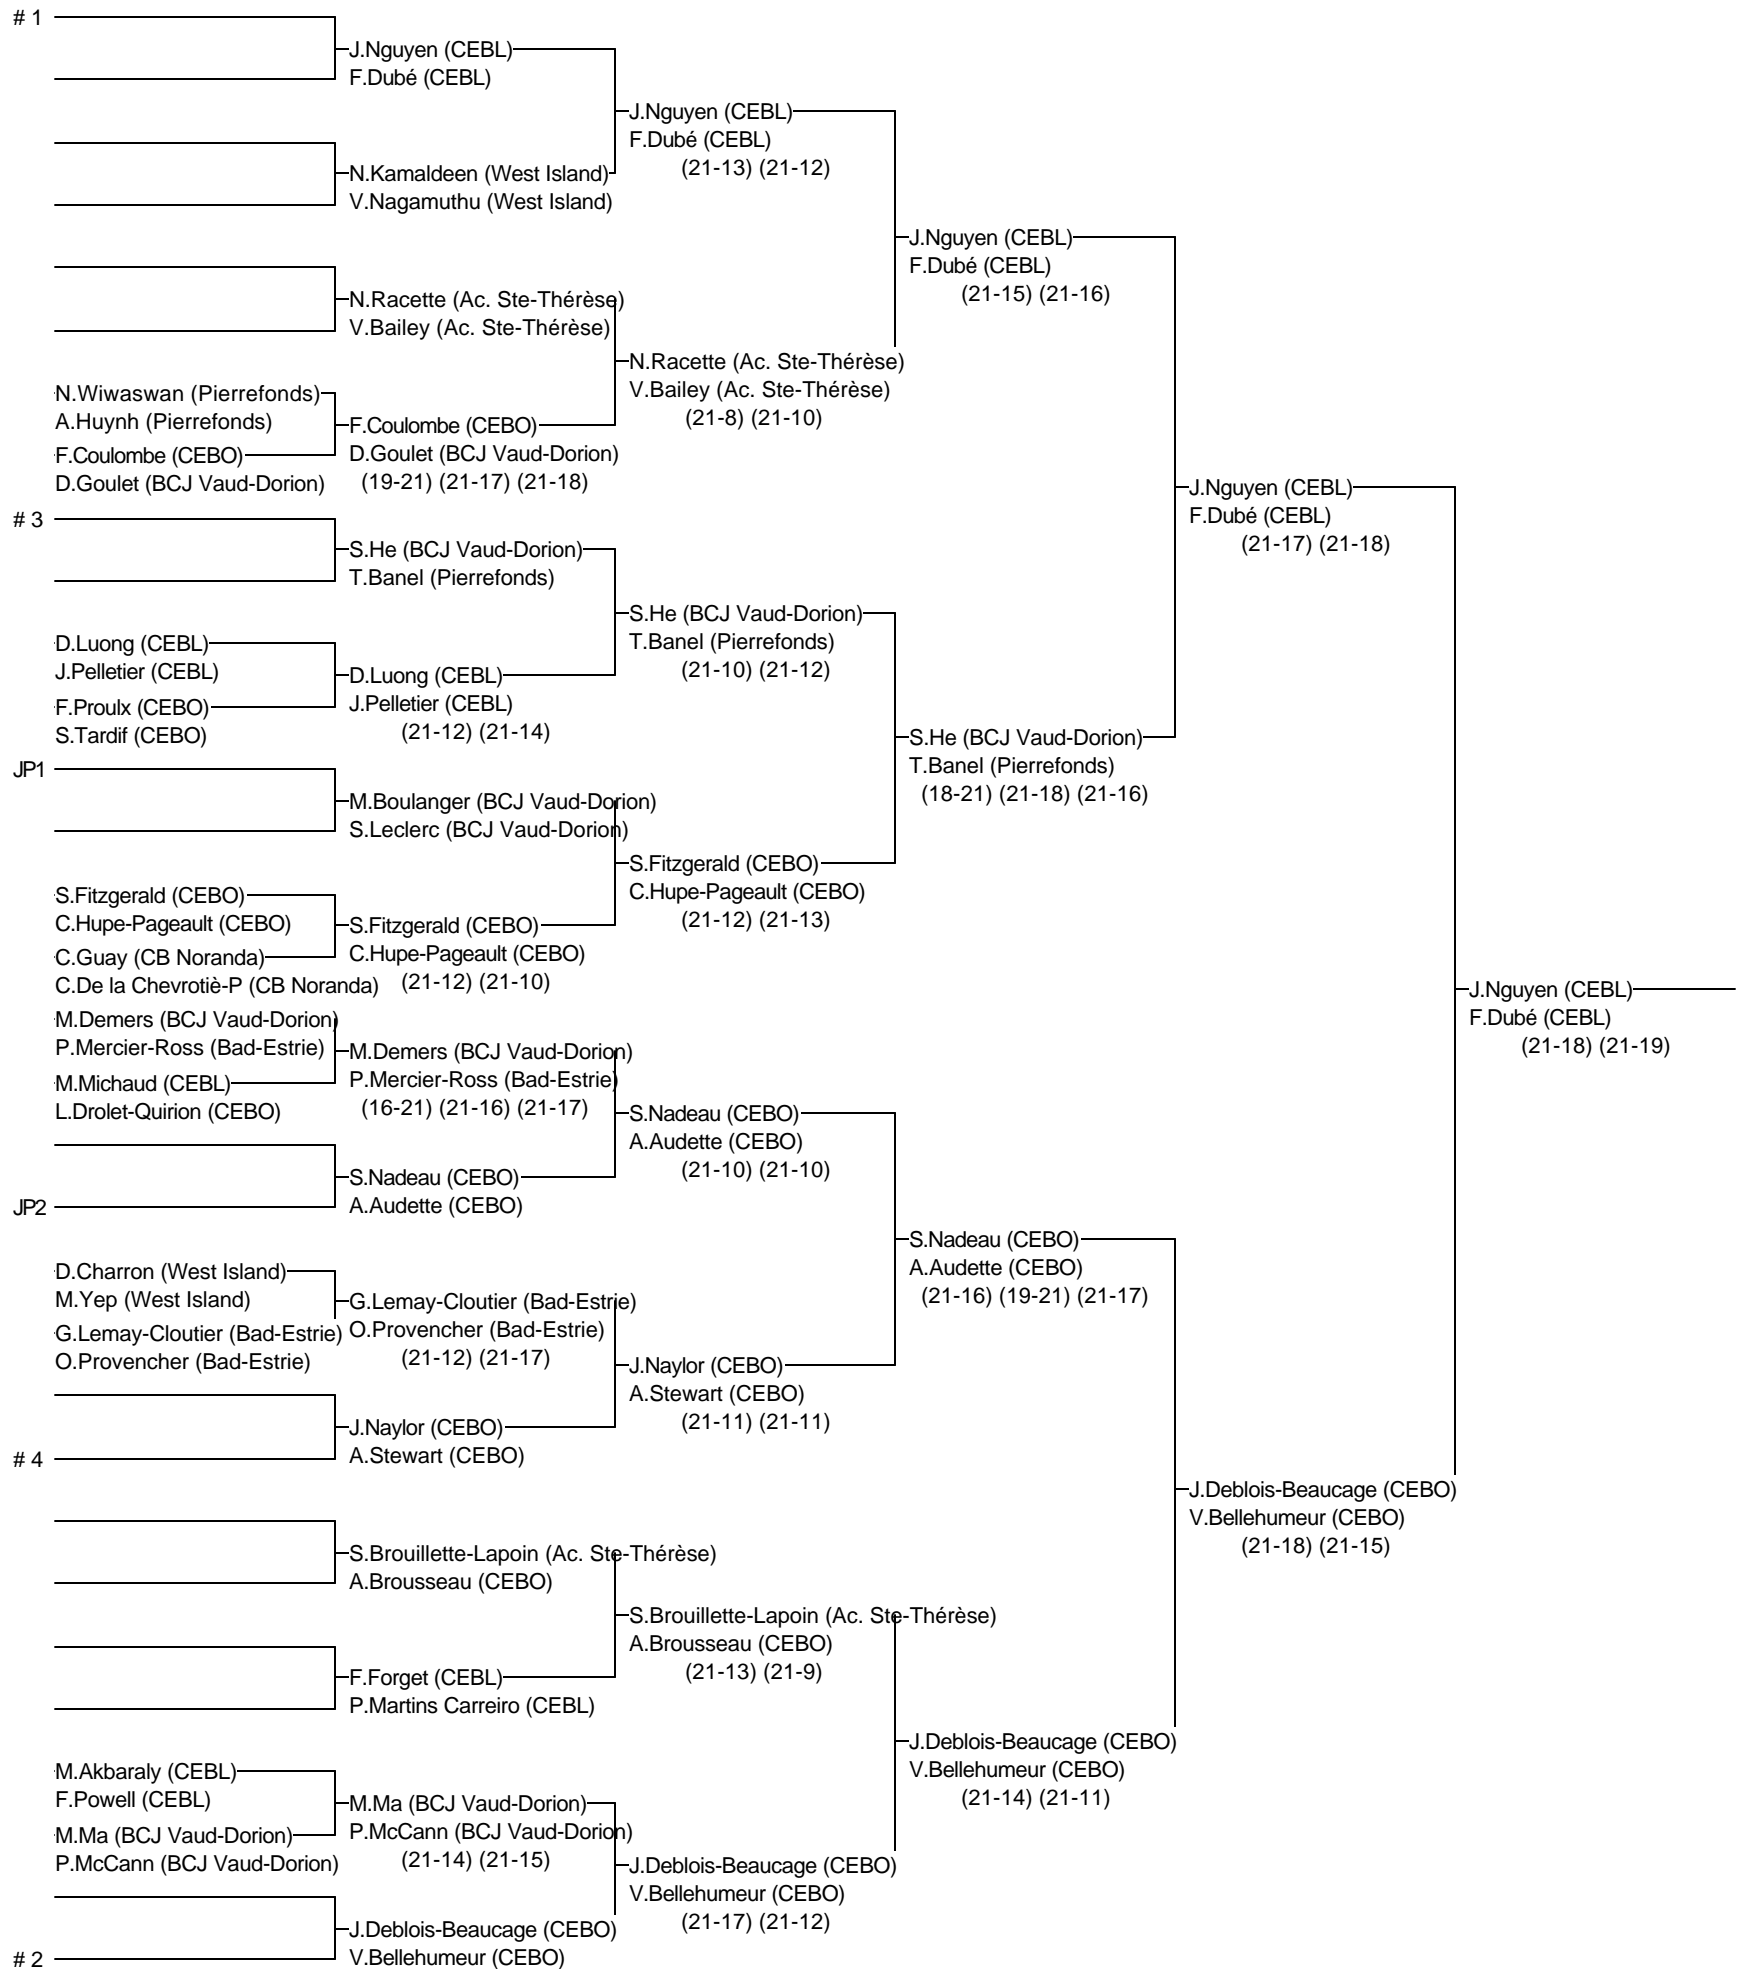 # 1
J.Nguyen (CEBL)
F.Dubé (CEBL)
J.Nguyen (CEBL)
F.Dubé (CEBL)
(21-13) (21-12)
N.Kamaldeen (West Island)
V.Nagamuthu (West Island)
J.Nguyen (CEBL)
F.Dubé (CEBL)
(21-15) (21-16)
N.Racette (Ac. Ste-Thérèse)
V.Bailey (Ac. Ste-Thérèse)
N.Racette (Ac. Ste-Thérèse)
V.Bailey (Ac. Ste-Thérèse)
(21-8) (21-10)
N.Wiwaswan (Pierrefonds)
A.Huynh (Pierrefonds)
F.Coulombe (CEBO)
D.Goulet (BCJ Vaud-Dorion)
F.Coulombe (CEBO)
D.Goulet (BCJ Vaud-Dorion)
(19-21) (21-17) (21-18)
J.Nguyen (CEBL)
F.Dubé (CEBL)
(21-17) (21-18)
# 3
S.He (BCJ Vaud-Dorion)
T.Banel (Pierrefonds)
S.He (BCJ Vaud-Dorion)
T.Banel (Pierrefonds)
(21-10) (21-12)
D.Luong (CEBL)
J.Pelletier (CEBL)
F.Proulx (CEBO)
S.Tardif (CEBO)
D.Luong (CEBL)
J.Pelletier (CEBL)
(21-12) (21-14)
S.He (BCJ Vaud-Dorion)
T.Banel (Pierrefonds)
(18-21) (21-18) (21-16)
JP1
M.Boulanger (BCJ Vaud-Dorion)
S.Leclerc (BCJ Vaud-Dorion)
S.Fitzgerald (CEBO)
C.Hupe-Pageault (CEBO)
(21-12) (21-13)
S.Fitzgerald (CEBO)
C.Hupe-Pageault (CEBO)
C.Guay (CB Noranda)
C.De la Chevrotiè-P (CB Noranda)
S.Fitzgerald (CEBO)
C.Hupe-Pageault (CEBO)
(21-12) (21-10)
J.Nguyen (CEBL)
F.Dubé (CEBL)
(21-18) (21-19)
M.Demers (BCJ Vaud-Dorion)
P.Mercier-Ross (Bad-Estrie)
M.Michaud (CEBL)
L.Drolet-Quirion (CEBO)
M.Demers (BCJ Vaud-Dorion)
P.Mercier-Ross (Bad-Estrie)
(16-21) (21-16) (21-17)
S.Nadeau (CEBO)
A.Audette (CEBO)
(21-10) (21-10)
S.Nadeau (CEBO)
A.Audette (CEBO)
JP2
S.Nadeau (CEBO)
A.Audette (CEBO)
(21-16) (19-21) (21-17)
D.Charron (West Island)
M.Yep (West Island)
G.Lemay-Cloutier (Bad-Estrie)
O.Provencher (Bad-Estrie)
G.Lemay-Cloutier (Bad-Estrie)
O.Provencher (Bad-Estrie)
(21-12) (21-17)
J.Naylor (CEBO)
A.Stewart (CEBO)
(21-11) (21-11)
J.Naylor (CEBO)
A.Stewart (CEBO)
# 4
J.Deblois-Beaucage (CEBO)
V.Bellehumeur (CEBO)
(21-18) (21-15)
S.Brouillette-Lapoin (Ac. Ste-Thérèse)
A.Brousseau (CEBO)
S.Brouillette-Lapoin (Ac. Ste-Thérèse)
A.Brousseau (CEBO)
(21-13) (21-9)
F.Forget (CEBL)
P.Martins Carreiro (CEBL)
J.Deblois-Beaucage (CEBO)
V.Bellehumeur (CEBO)
(21-14) (21-11)
M.Akbaraly (CEBL)
F.Powell (CEBL)
M.Ma (BCJ Vaud-Dorion)
P.McCann (BCJ Vaud-Dorion)
M.Ma (BCJ Vaud-Dorion)
P.McCann (BCJ Vaud-Dorion)
(21-14) (21-15)
J.Deblois-Beaucage (CEBO)
V.Bellehumeur (CEBO)
(21-17) (21-12)
J.Deblois-Beaucage (CEBO)
V.Bellehumeur (CEBO)
# 2